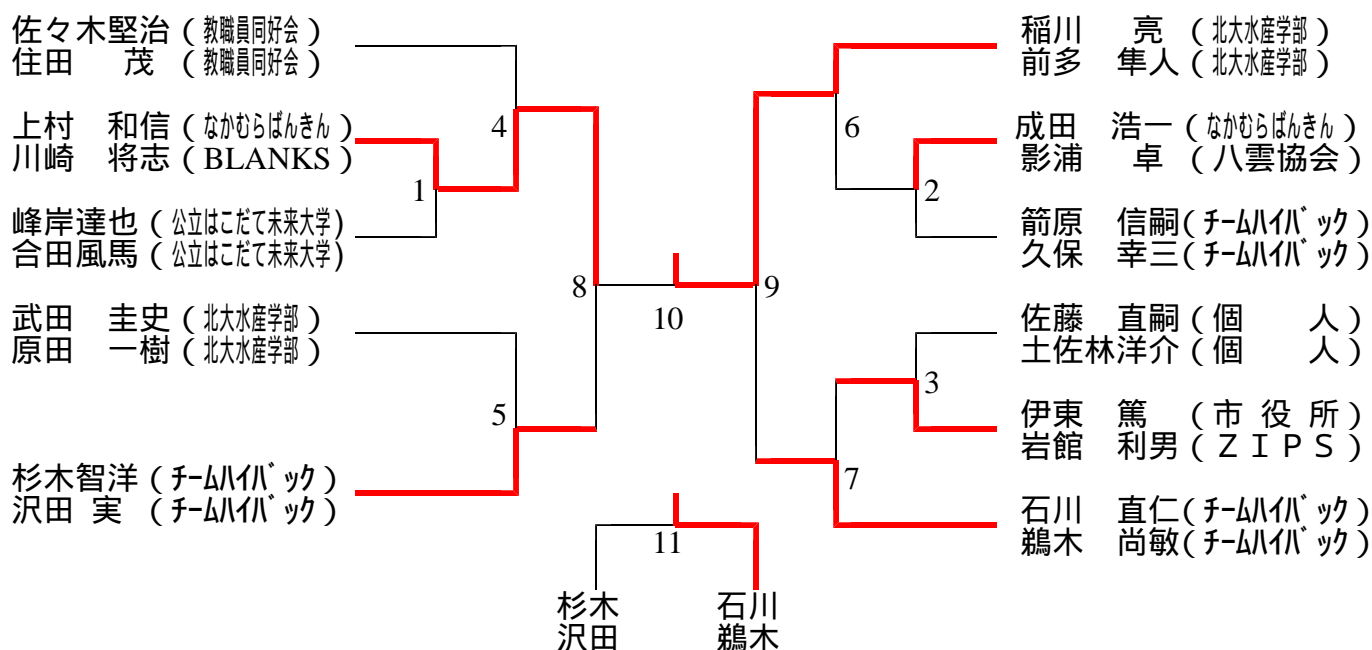 佐々木堅治（教職員同好会）
住田　茂（教職員同好会）
上村　和信（なかむらばんきん）
川崎　将志（BLANKS）
峰岸達也（公立はこだて未来大学）
合田風馬（公立はこだて未来大学）
武田　圭史（北大水産学部）
原田　一樹（北大水産学部）
杉木智洋（チームハイバック）
沢田 実（チームハイバック）
4
1
8
5
10
11
杉木
沢田
石川
鵜木
9
6
2
3
7
稲川　亮（北大水産学部）
前多　隼人（北大水産学部）
成田　浩一（なかむらばんきん）
影浦　卓（八雲協会）
箭原　信嗣（チームハイバック）
久保　幸三（チームハイバック）
佐藤　直嗣（個　人）
土佐林洋介（個　人）
伊東　篤（市 役 所）
岩館　利男（ＺＩＰＳ）
石川　直仁（チームハイバック）
鵜木　尚敏（チームハイバック）